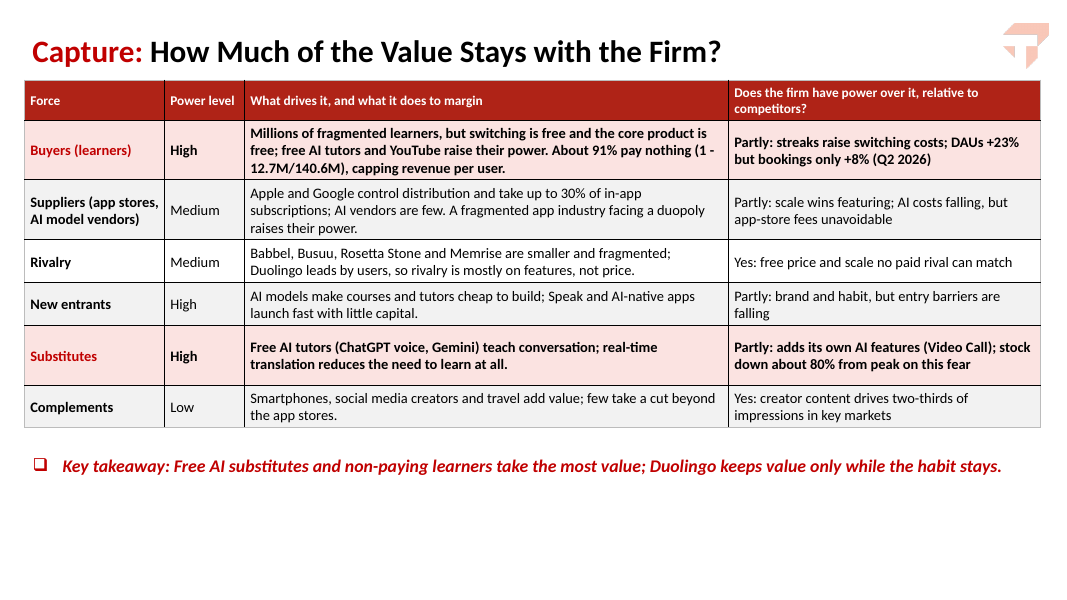 Capture: How Much of the Value Stays with the Firm?
Force
Power level
What drives it, and what it does to margin
Does the firm have power over it, relative to
competitors?
Buyers (learners)
High
Millions of fragmented learners, but switching is free and the core product is
free; free AI tutors and YouTube raise their power. About 91% pay nothing (1 -
12.7M/140.6M), capping revenue per user.
Partly: streaks raise switching costs; DAUs +23%
but bookings only +8% (Q2 2026)
Suppliers (app stores,
AI model vendors)
Medium
Apple and Google control distribution and take up to 30% of in-app
subscriptions; AI vendors are few. A fragmented app industry facing a duopoly
raises their power.
Partly: scale wins featuring; AI costs falling, but
app-store fees unavoidable
Rivalry
Medium
Babbel, Busuu, Rosetta Stone and Memrise are smaller and fragmented;
Duolingo leads by users, so rivalry is mostly on features, not price.
Yes: free price and scale no paid rival can match
New entrants
High
AI models make courses and tutors cheap to build; Speak and AI-native apps
launch fast with little capital.
Partly: brand and habit, but entry barriers are
falling
Substitutes
High
Free AI tutors (ChatGPT voice, Gemini) teach conversation; real-time
translation reduces the need to learn at all.
Partly: adds its own AI features (Video Call); stock
down about 80% from peak on this fear
Complements
Low
Smartphones, social media creators and travel add value; few take a cut beyond
the app stores.
Yes: creator content drives two-thirds of
impressions in key markets
❑ Key takeaway: Free AI substitutes and non-paying learners take the most value; Duolingo keeps value only while the habit stays.